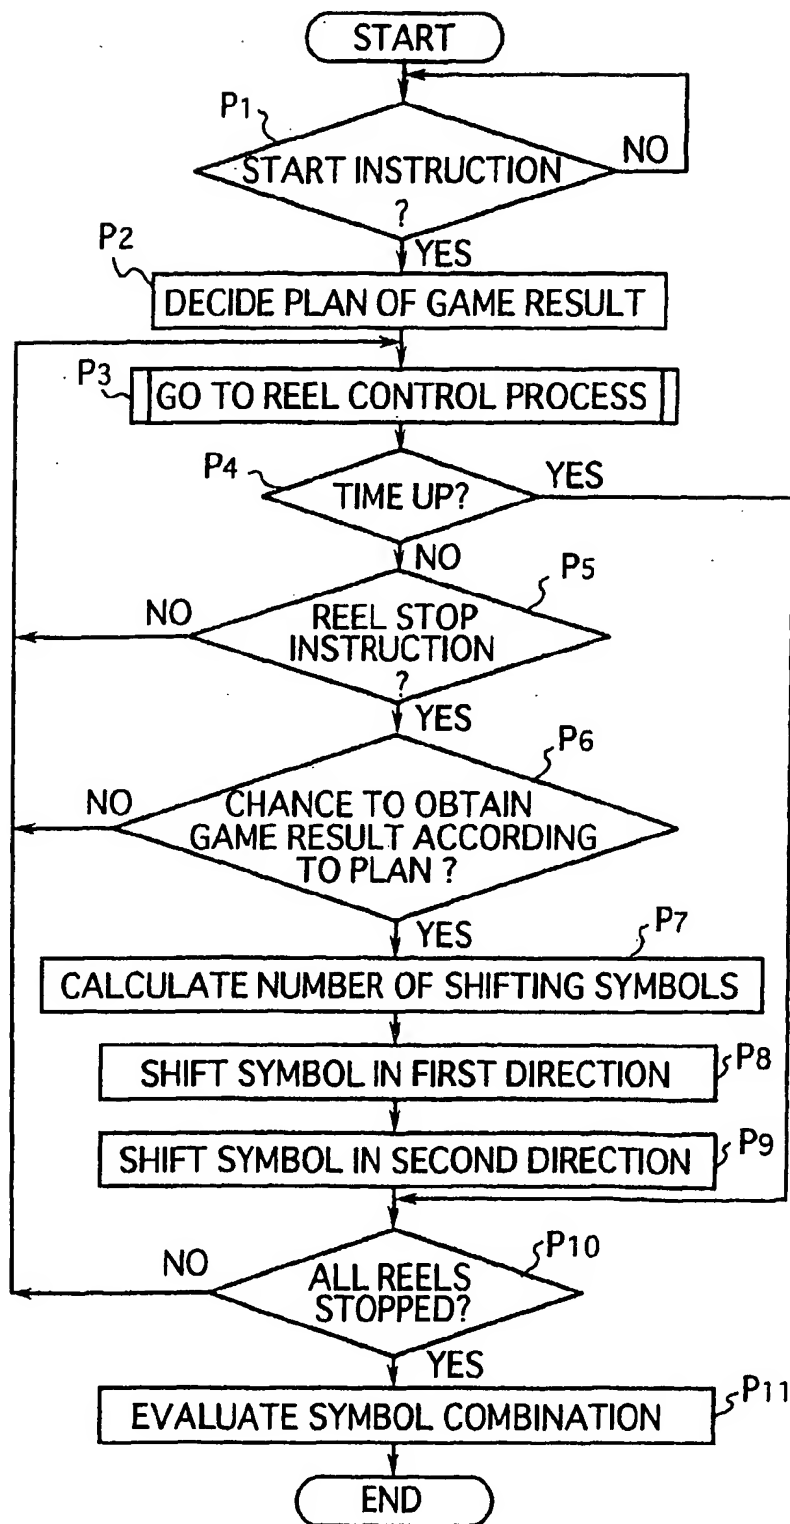 START
P1
START INSTRUCTION
?
NO
YES
P2
DECIDE PLAN OF GAME RESULT
P3
GO TO REEL CONTROL PROCESS
P4
TIME UP?
YES
NO
P5
NO
REEL STOP
INSTRUCTION
?
YES
P6
NO
CHANCE TO OBTAIN
GAME RESULT ACCORDING
TO PLAN ?
YES
P7
CALCULATE NUMBER OF SHIFTING SYMBOLS
SHIFT SYMBOL IN FIRST DIRECTION
P8
SHIFT SYMBOL IN SECOND DIRECTION
P9
P10
NO
ALL REELS
STOPPED?
YES
EVALUATE SYMBOL COMBINATION
P11
END